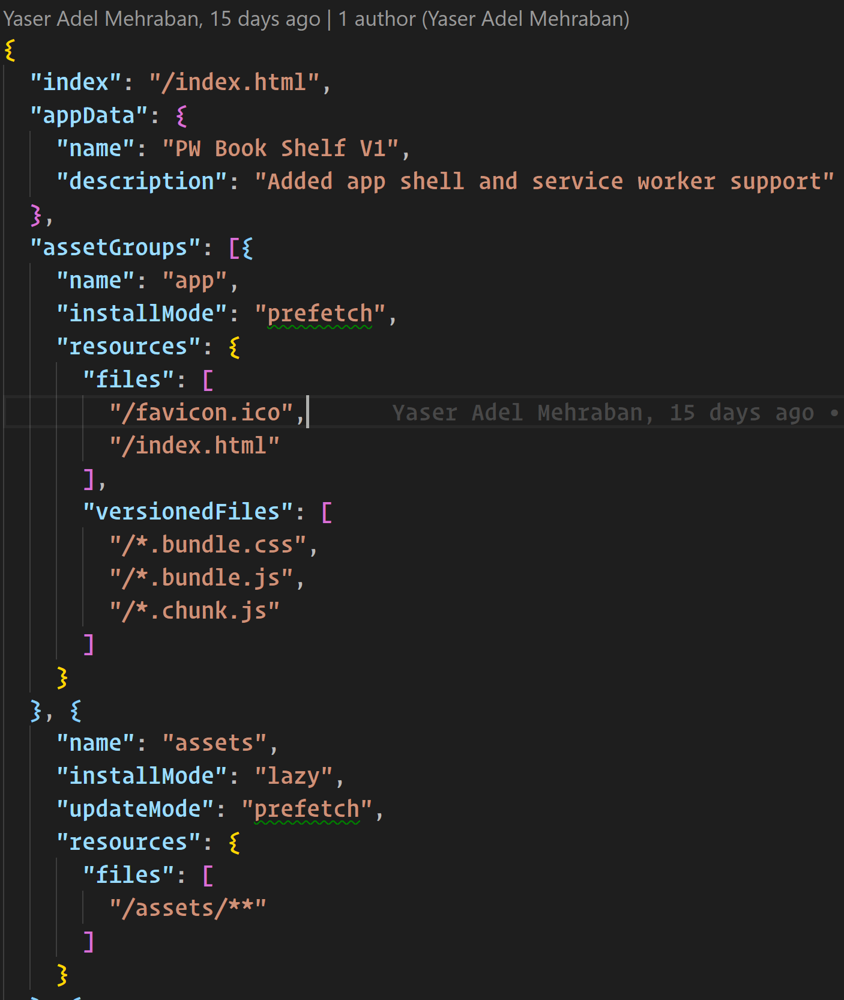 Yaser Adel Mehraban, 15 days ago | 1 author (Yaser Adel Mehraban)
{
  "index": "/index.html",
  "appData": {
    "name": "PW Book Shelf V1",
    "description": "Added app shell and service worker support"
  },
  "assetGroups": [{
    "name": "app",
    "installMode": "prefetch",
    "resources": {
      "files": [
        "/favicon.ico", Yaser Adel Mehraban, 15 days ago •
        "/index.html"
      ],
      "versionedFiles": [
        "/*.bundle.css",
        "/*.bundle.js",
        "/*.chunk.js"
      ]
    }
  }, {
    "name": "assets",
    "installMode": "lazy",
    "updateMode": "prefetch",
    "resources": {
      "files": [
        "/assets/**"
      ]
    }